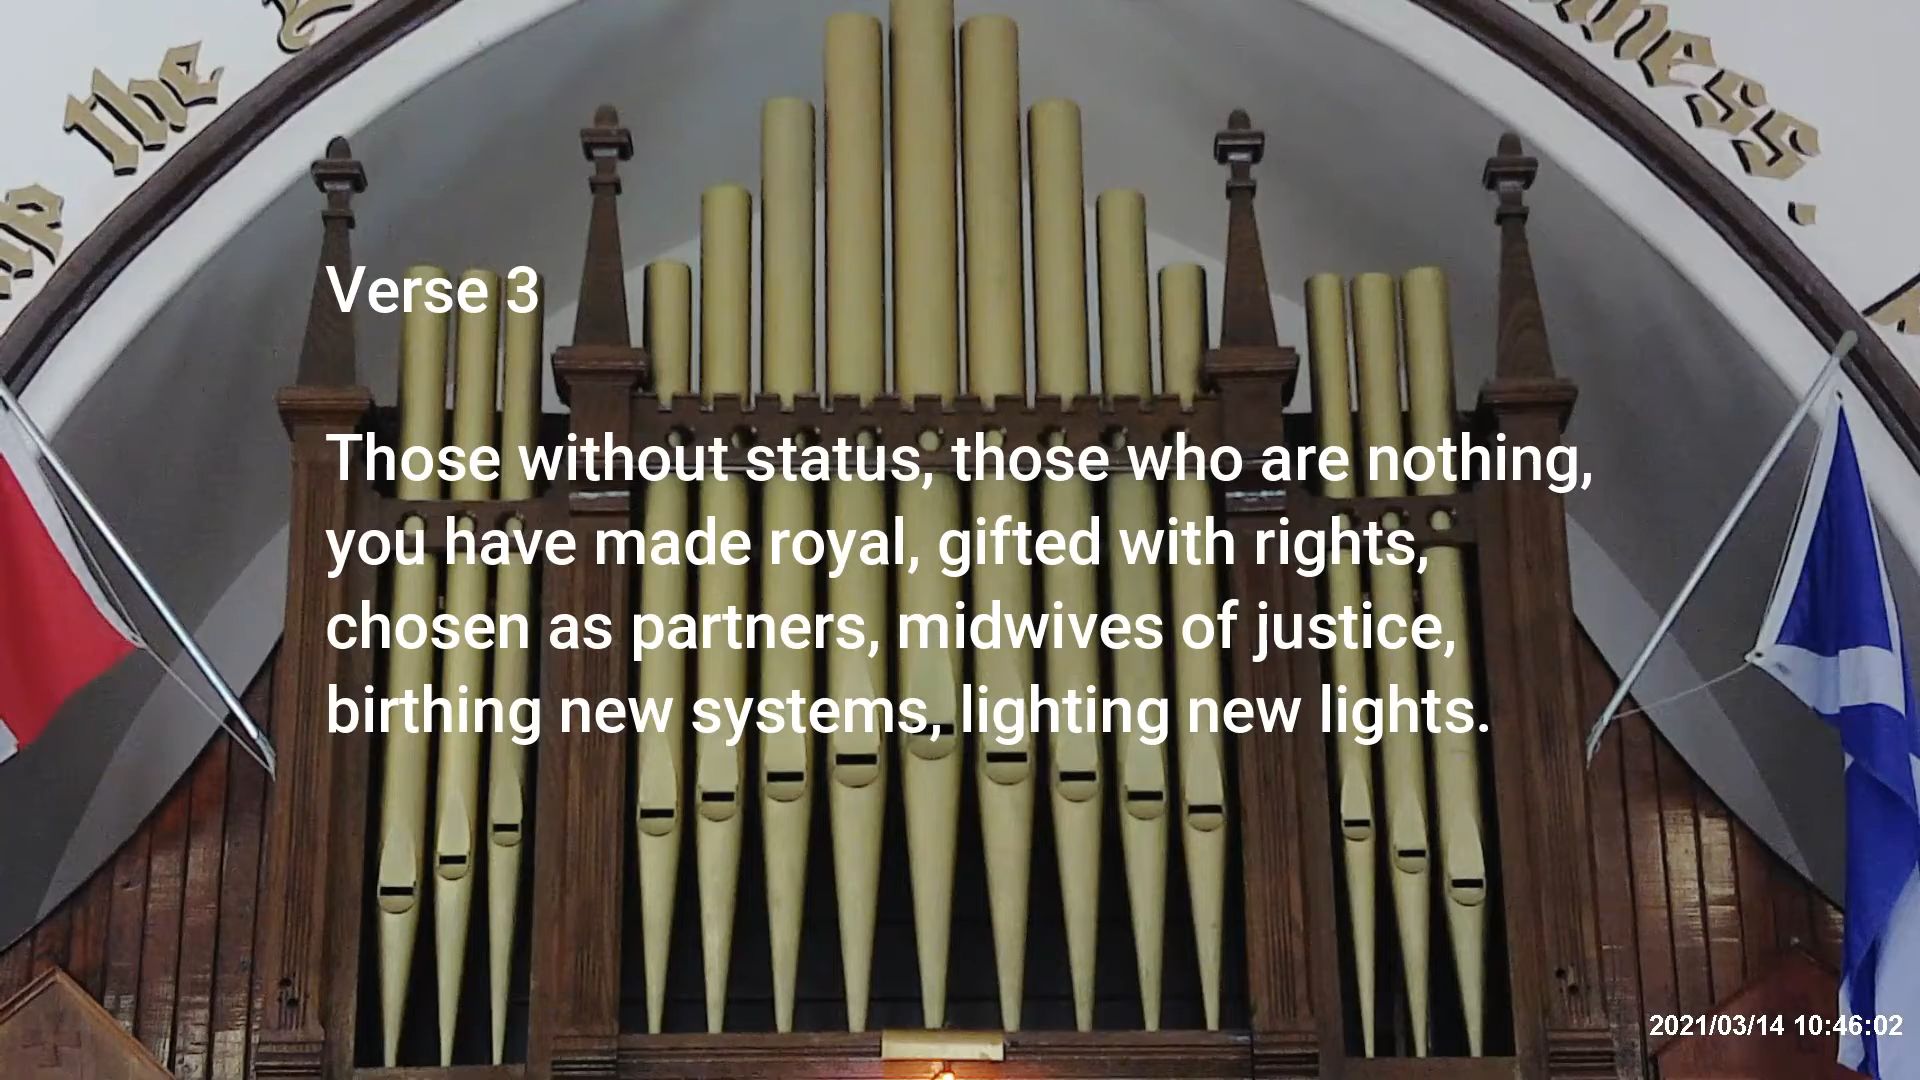 the
ness.
Verse 3
Those without status, those who are nothing,
you have made royal, gifted with rights,
chosen as partners, midwives of justice,
birthing new systems, lighting new lights.
2021/03/14 10:46:02